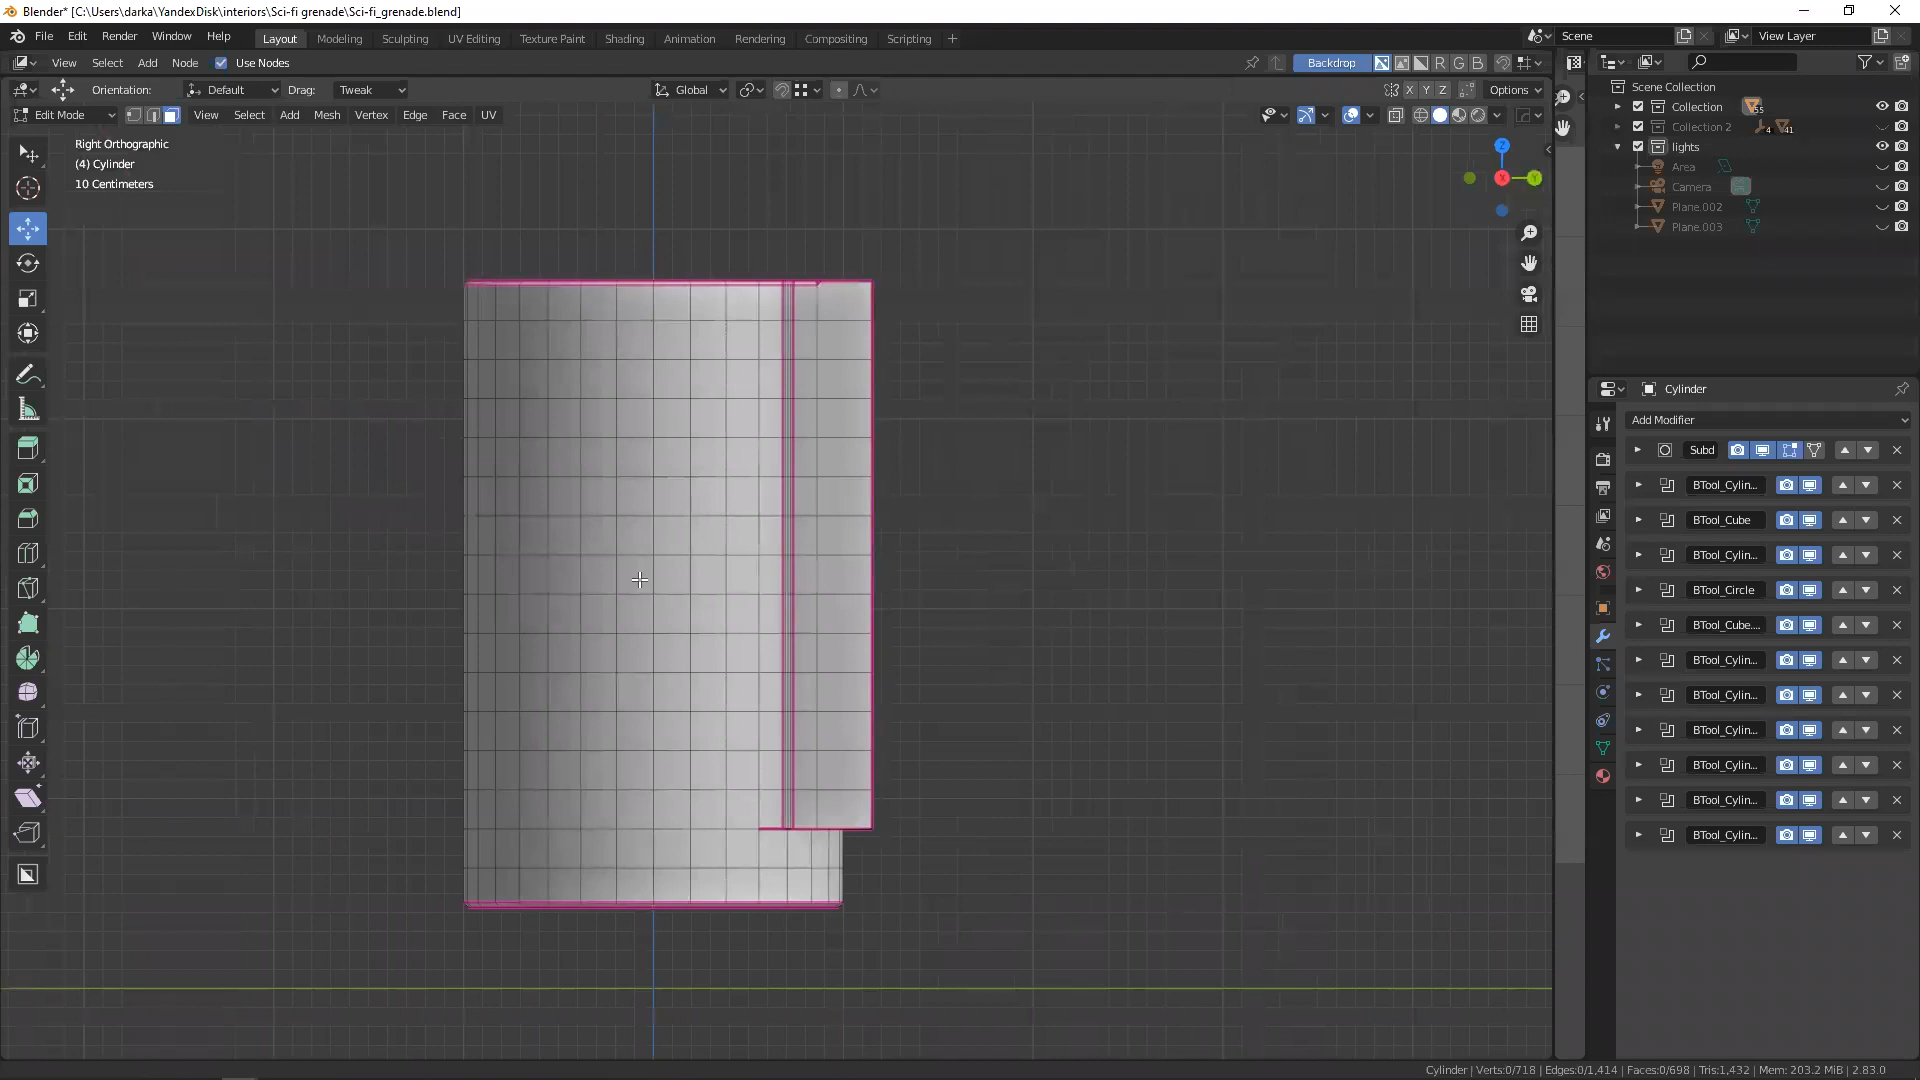 Blender* [C:\Users\darka\YandexDisk\interiors\Sci-fi grenade\Sci-fi_grenade.blend]
File Edit Render Window Help Layout Modeling Sculpting UV Editing Texture Paint Shading Animation Rendering Compositing Scripting + Scene View Layer
View Select Add Node Use Nodes Backdrop R G B
Orientation: Default Drag: Tweak Global X Y Z Options
Edit Mode View Select Add Mesh Vertex Edge Face UV
Right Orthographic
(4) Cylinder
10 Centimeters
Z
X
Y
Scene Collection
Collection 55
Collection 2 4 41
lights
Area
Camera
Plane.002
Plane.003
Cylinder
Add Modifier
Subd
BTool_Cylin...
BTool_Cube
BTool_Cylin...
BTool_Circle
BTool_Cube....
BTool_Cylin...
BTool_Cylin...
BTool_Cylin...
BTool_Cylin...
BTool_Cylin...
BTool_Cylin...
Cylinder | Verts:0/718 | Edges:0/1,414 | Faces:0/698 | Tris:1,432 | Mem: 203.2 MiB | 2.83.0